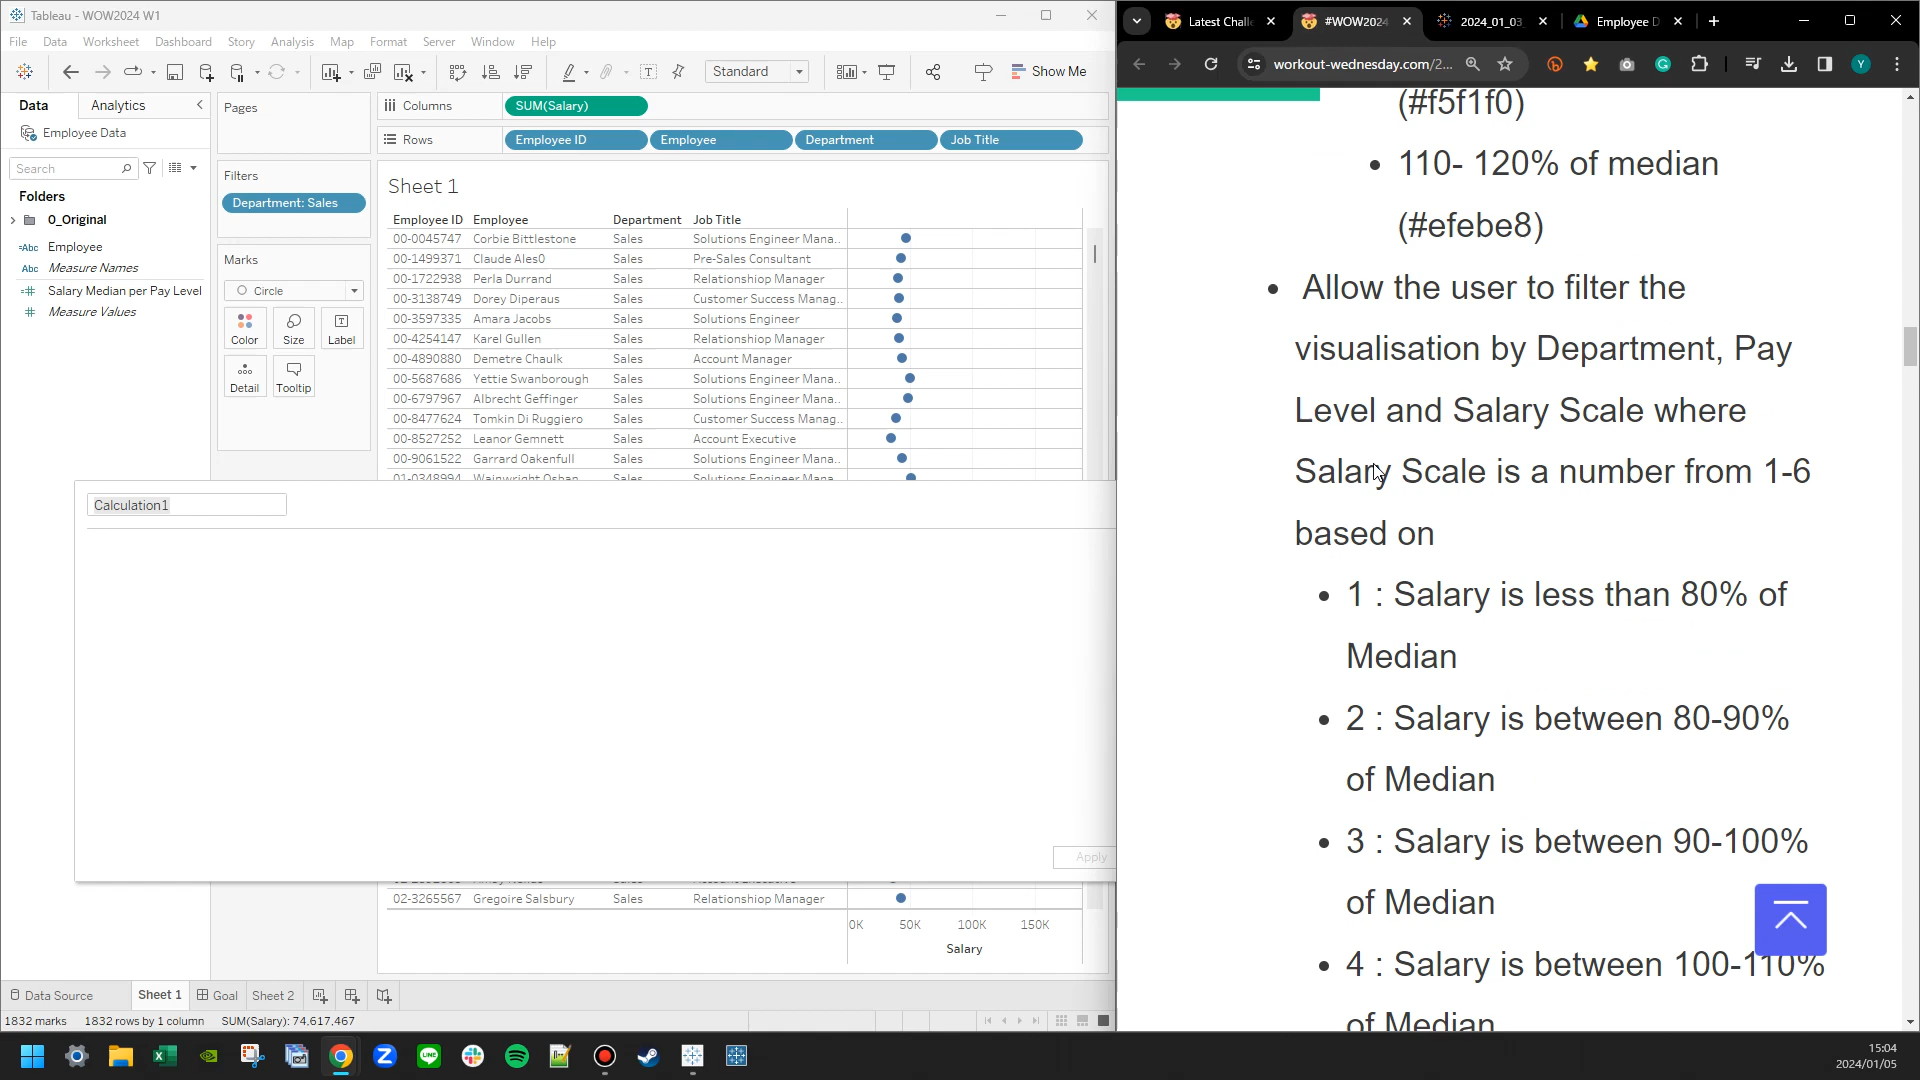 Tableau - WOW2024 W1
File Data Worksheet Dashboard Story Analysis Map Format Server Window Help
Standard
Show Me
Data Analytics
Employee Data
Search
Folders
0_Original
Abc Employee
Abc Measure Names
Salary Median per Pay Level
Measure Values
Pages
Filters
Department: Sales
Marks
Circle
Color Size Label
Detail Tooltip
Columns SUM(Salary)
Rows Employee ID Employee Department Job Title
Sheet 1
Employee ID Employee Department Job Title
00-0045747 Corbie Bittlestone Sales Solutions Engineer Mana..
00-1499371 Claude Ales0 Sales Pre-Sales Consultant
00-1722938 Perla Durrand Sales Relationshiop Manager
00-3138749 Dorey Diperaus Sales Customer Success Manag..
00-3597335 Amara Jacobs Sales Solutions Engineer
00-4254147 Karel Gullen Sales Relationshiop Manager
00-4890880 Demetre Chaulk Sales Account Manager
00-5687686 Yettie Swanborough Sales Solutions Engineer Mana..
00-6797967 Albrecht Geffinger Sales Solutions Engineer Mana..
00-8477624 Tomkin Di Ruggiero Sales Customer Success Manag..
00-8527252 Leanor Gemnett Sales Account Executive
00-9061522 Garrard Oakenfull Sales Solutions Engineer Mana..
01-0348994 Wainwright Osban Sales Solutions Engineer Mana..
Calculation1
Apply
02-3265567 Gregoire Salsbury Sales Relationshiop Manager
0K 50K 100K 150K
Salary
Data Source Sheet 1 Goal Sheet 2
1832 marks 1832 rows by 1 column SUM(Salary): 74,617,467
Latest Chall
#WOW2024
2024_01_03
Employee D
workout-wednesday.com/2...
Y
(#f5f1f0)
110- 120% of median
(#efebe8)
Allow the user to filter the
visualisation by Department, Pay
Level and Salary Scale where
Salary Scale is a number from 1-6
based on
1 : Salary is less than 80% of
Median
2 : Salary is between 80-90%
of Median
3 : Salary is between 90-100%
of Median
4 : Salary is between 100-110%
of Median
15:04
2024/01/05